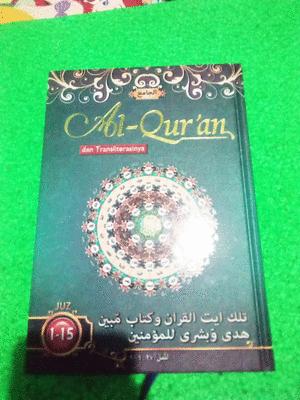 Al-Qur'an
dan Transliterasinya
تلك ايت القران وكتاب مبين
هدى وبشرى للمؤمنين
JUZ
1-15